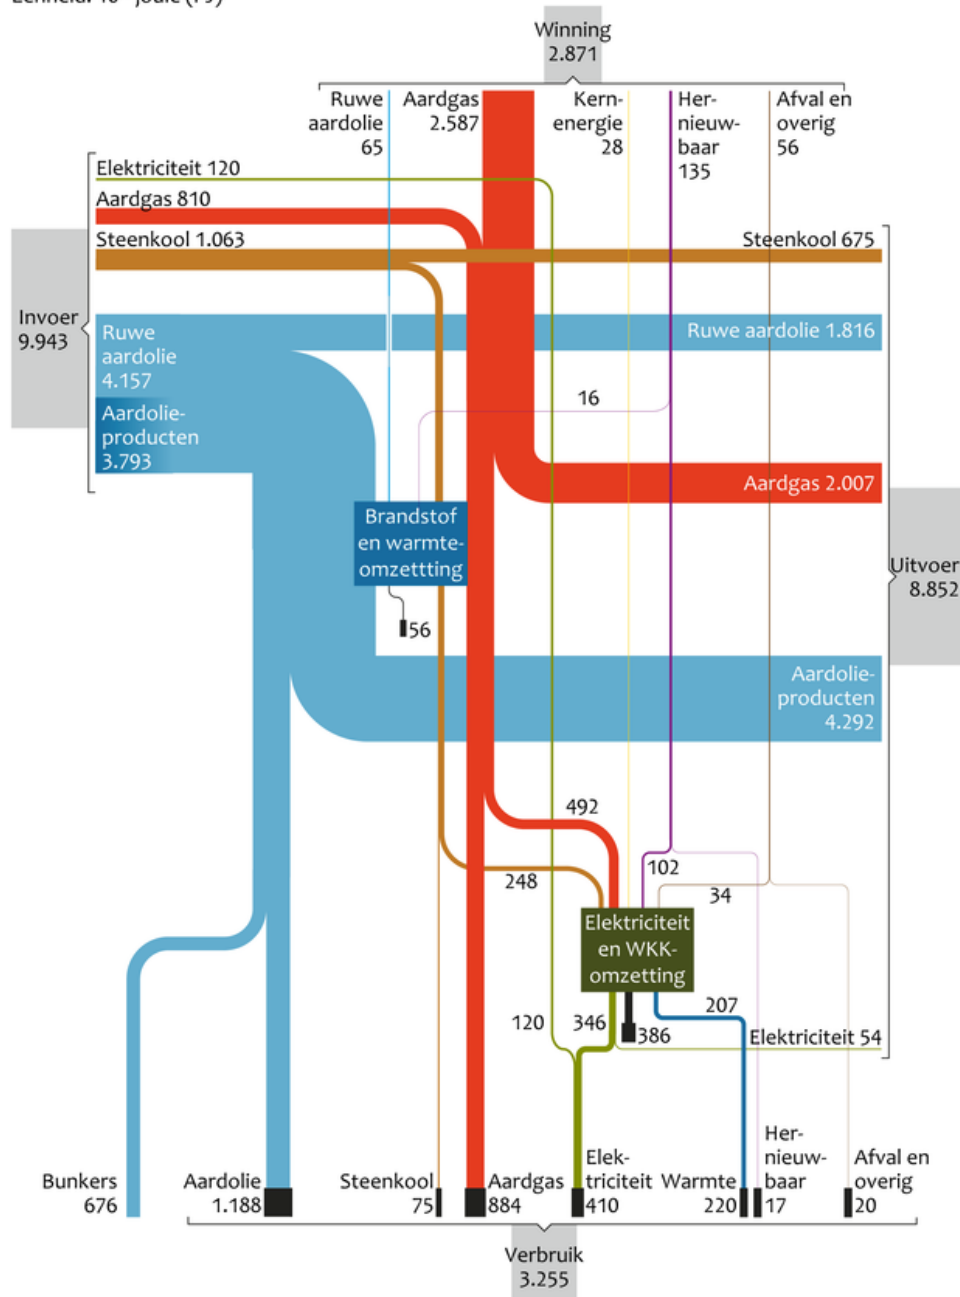 Winning
2.871
Ruwe
aardolie
65
Aardgas
2.587
Kern-
energie
28
Her-
nieuw-
baar
135
Afval en
overig
56
Elektriciteit 120
Aardgas 810
Steenkool 1.063
Steenkool 675
Invoer
9.943
Ruwe
aardolie
4.157
Ruwe aardolie 1.816
Aardolie-
producten
3.793
16
Aardgas 2.007
Brandstof
en warmte-
omzettting
56
Uitvoer
8.852
Aardolie-
producten
4.292
492
248
102
34
Elektriciteit
en WKK-
omzetting
120
346
386
207
Elektriciteit 54
Bunkers
676
Aardolie
1.188
Steenkool
75
Aardgas
884
Elek-
triciteit
410
Warmte
220
Her-
nieuw-
baar
17
Afval en
overig
20
Verbruik
3.255